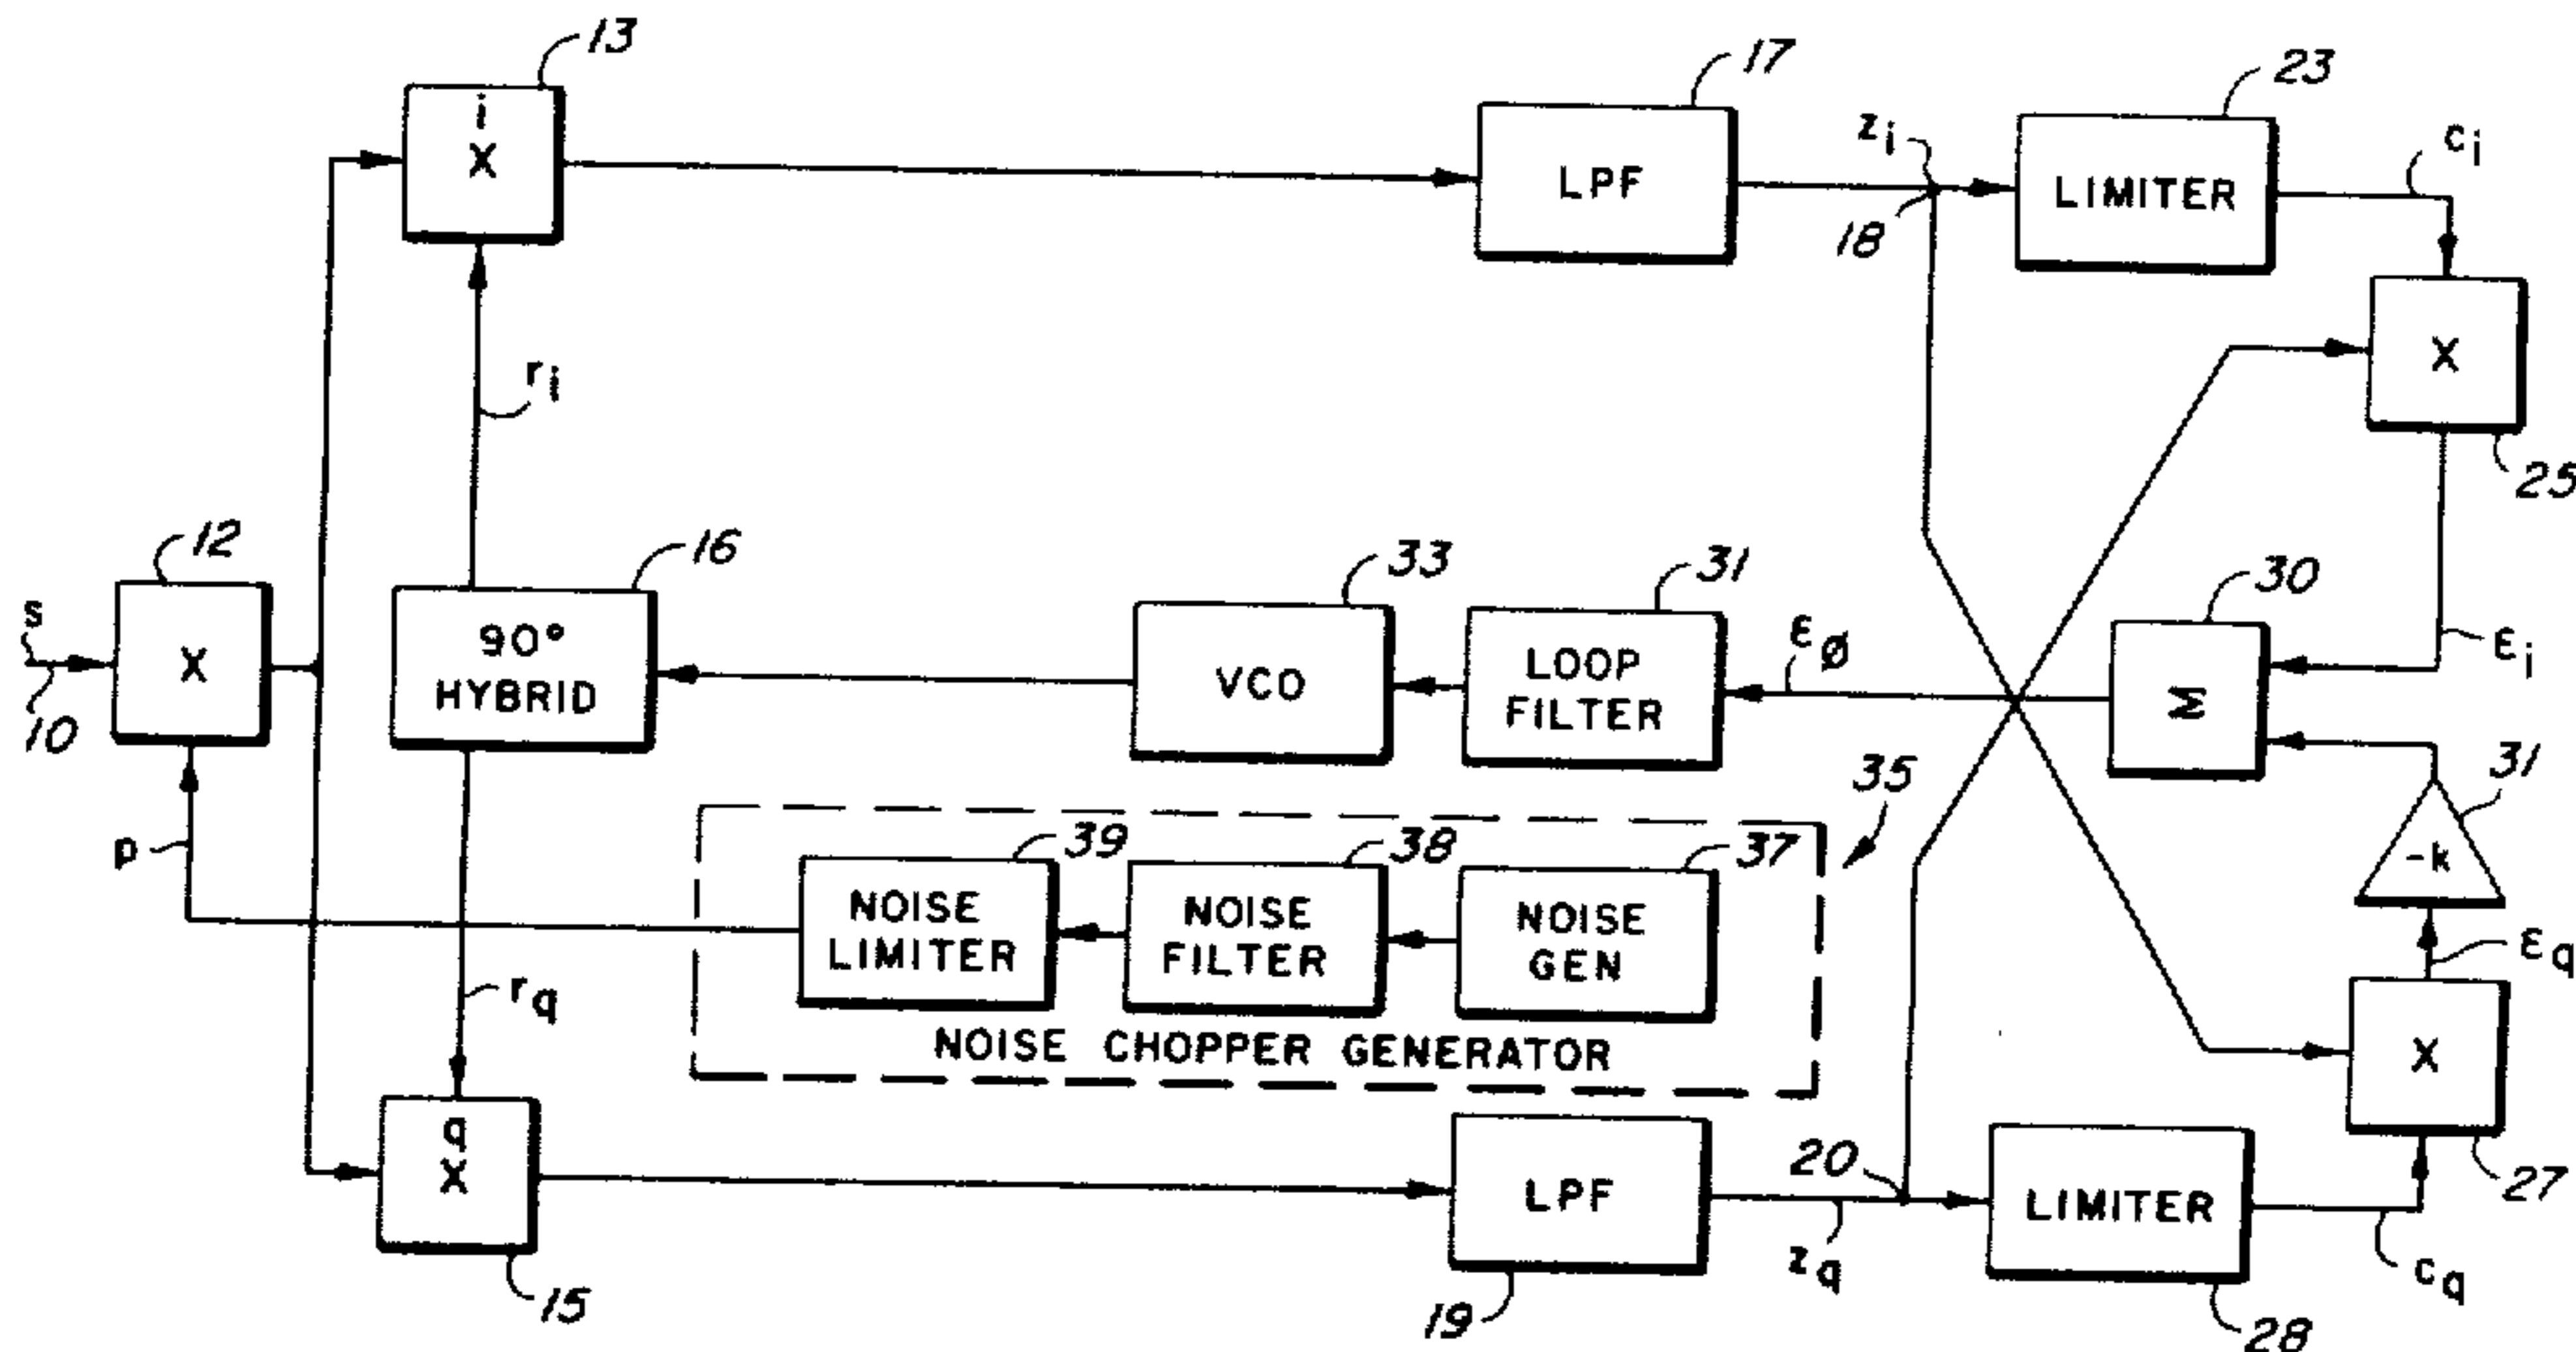 13
i
X
17
LPF
zi
18
23
LIMITER
ci
X
25
ri
12
s
10
X
16
90°
HYBRID
33
VCO
31
LOOP
FILTER
εø
30
Σ
εi
31
-k
εq
p
35
39
NOISE
LIMITER
38
NOISE
FILTER
37
NOISE
GEN
NOISE CHOPPER GENERATOR
rq
q
X
15
LPF
19
20
zq
LIMITER
28
cq
X
27